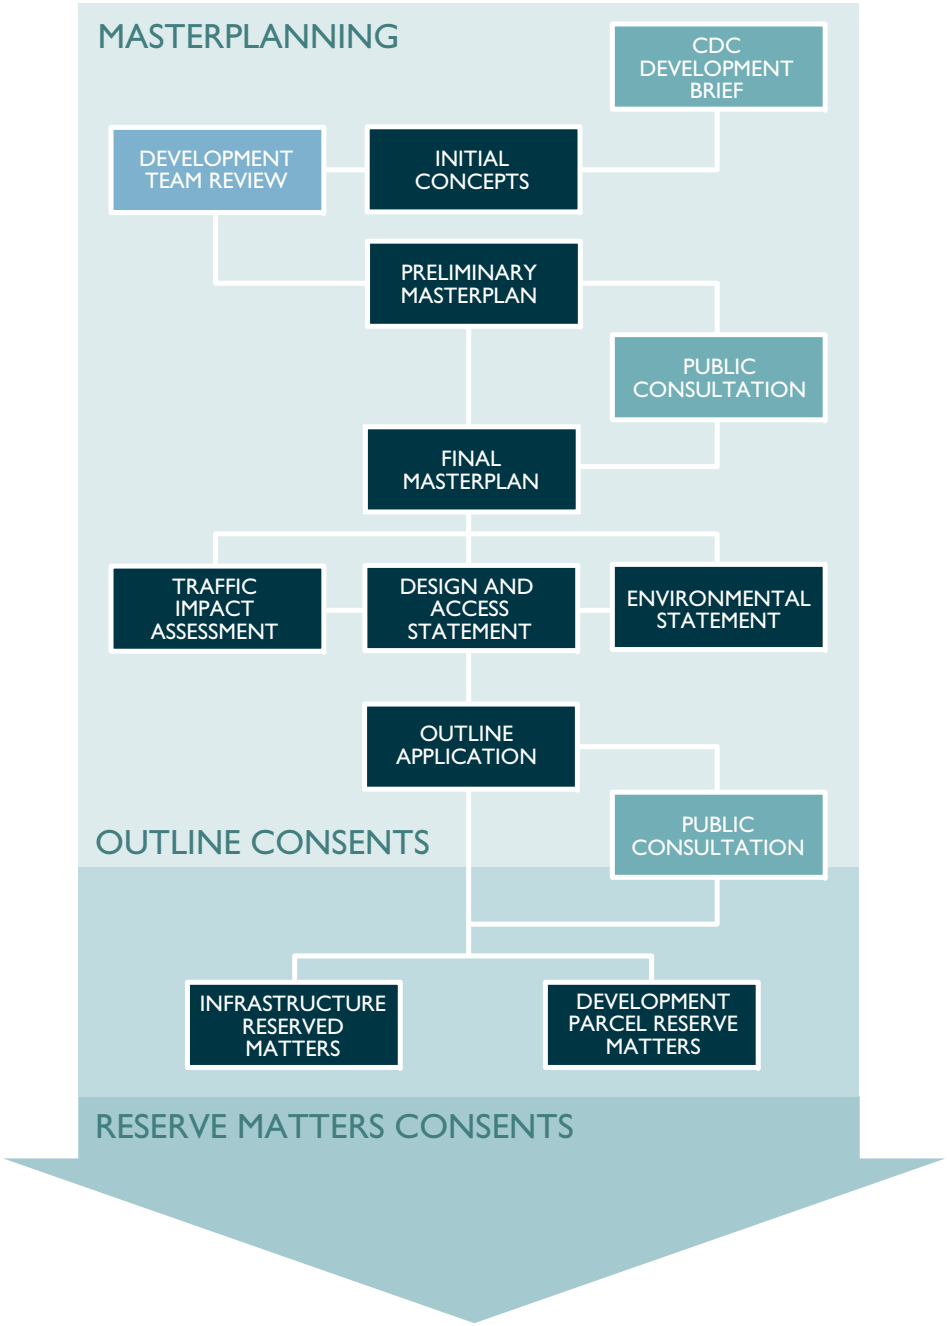 MASTERPLANNING
CDC
DEVELOPMENT
BRIEF
DEVELOPMENT
TEAM REVIEW
INITIAL
CONCEPTS
PRELIMINARY
MASTERPLAN
PUBLIC
CONSULTATION
FINAL
MASTERPLAN
TRAFFIC
IMPACT
ASSESSMENT
DESIGN AND
ACCESS
STATEMENT
ENVIRONMENTAL
STATEMENT
OUTLINE
APPLICATION
PUBLIC
CONSULTATION
OUTLINE CONSENTS
INFRASTRUCTURE
RESERVED
MATTERS
DEVELOPMENT
PARCEL RESERVE
MATTERS
RESERVE MATTERS CONSENTS